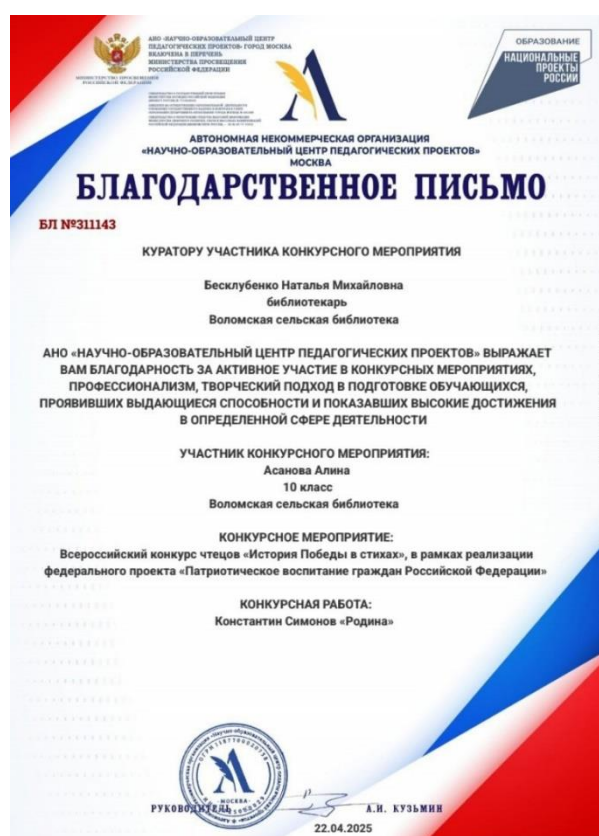 АНО «НАУЧНО-ОБРАЗОВАТЕЛЬНЫЙ ЦЕНТР
ПЕДАГОГИЧЕСКИХ ПРОЕКТОВ» ГОРОД МОСКВА
ВКЛЮЧЕНА В ПЕРЕЧЕНЬ
МИНИСТЕРСТВА ПРОСВЕЩЕНИЯ
РОССИЙСКОЙ ФЕДЕРАЦИИ
МИНИСТЕРСТВО ПРОСВЕЩЕНИЯ
РОССИЙСКОЙ ФЕДЕРАЦИИ
ОБРАЗОВАНИЕ
НАЦИОНАЛЬНЫЕ
ПРОЕКТЫ
РОССИИ
АВТОНОМНАЯ НЕКОММЕРЧЕСКАЯ ОРГАНИЗАЦИЯ
«НАУЧНО-ОБРАЗОВАТЕЛЬНЫЙ ЦЕНТР ПЕДАГОГИЧЕСКИХ ПРОЕКТОВ»
МОСКВА
БЛАГОДАРСТВЕННОЕ ПИСЬМО
БЛ №311143
КУРАТОРУ УЧАСТНИКА КОНКУРСНОГО МЕРОПРИЯТИЯ
Бесклубенко Наталья Михайловна
библиотекарь
Воломская сельская библиотека
АНО «НАУЧНО-ОБРАЗОВАТЕЛЬНЫЙ ЦЕНТР ПЕДАГОГИЧЕСКИХ ПРОЕКТОВ» ВЫРАЖАЕТ
ВАМ БЛАГОДАРНОСТЬ ЗА АКТИВНОЕ УЧАСТИЕ В КОНКУРСНЫХ МЕРОПРИЯТИЯХ,
ПРОФЕССИОНАЛИЗМ, ТВОРЧЕСКИЙ ПОДХОД В ПОДГОТОВКЕ ОБУЧАЮЩИХСЯ,
ПРОЯВИВШИХ ВЫДАЮЩИЕСЯ СПОСОБНОСТИ И ПОКАЗАВШИХ ВЫСОКИЕ ДОСТИЖЕНИЯ
В ОПРЕДЕЛЕННОЙ СФЕРЕ ДЕЯТЕЛЬНОСТИ
УЧАСТНИК КОНКУРСНОГО МЕРОПРИЯТИЯ:
Асанова Алина
10 класс
Воломская сельская библиотека
КОНКУРСНОЕ МЕРОПРИЯТИЕ:
Всероссийский конкурс чтецов «История Победы в стихах», в рамках реализации
федерального проекта «Патриотическое воспитание граждан Российской Федерации»
КОНКУРСНАЯ РАБОТА:
Константин Симонов «Родина»
МОСКВА
РУКОВОДИТЕЛЬ
А.И. КУЗЬМИН
22.04.2025